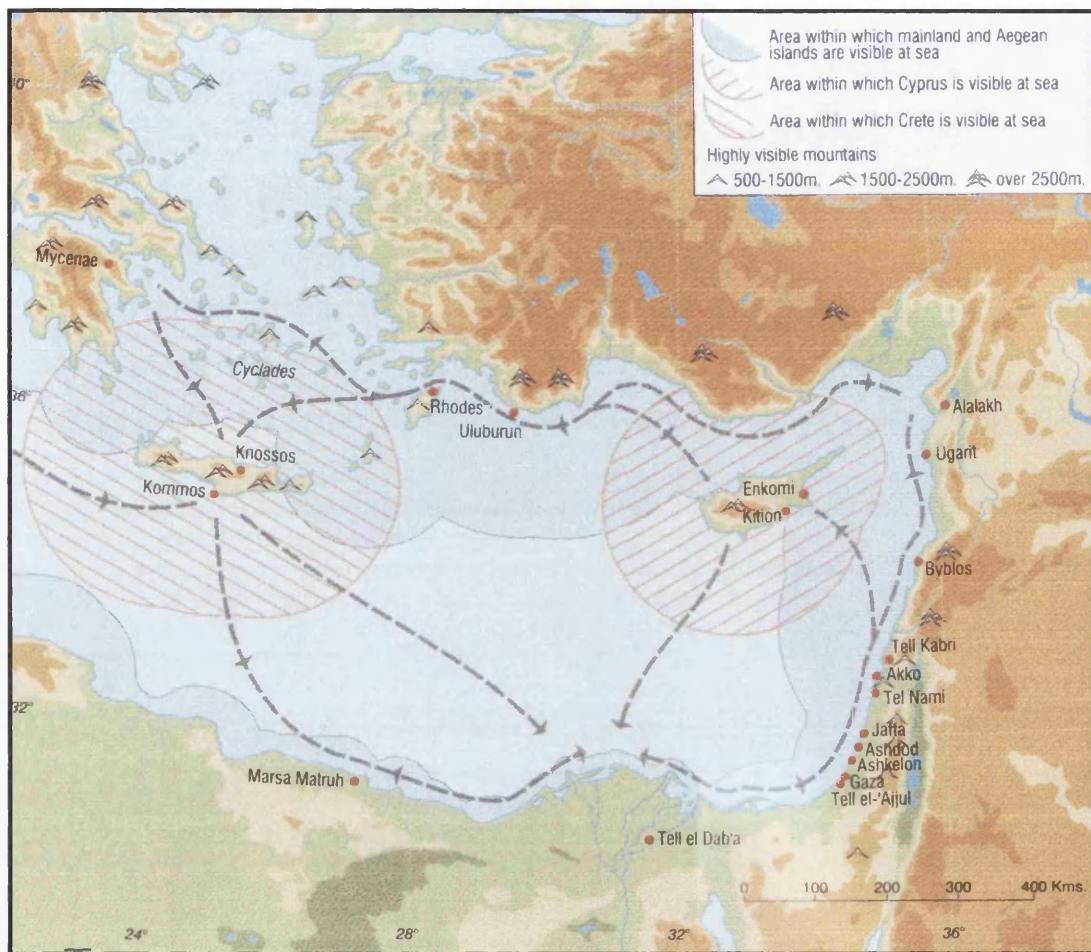 Area within which mainland and Aegean
islands are visible at sea
Area within which Cyprus is visible at sea
Area within which Crete is visible at sea
Highly visible mountains
500-1500m. 1500-2500m. over 2500m.
40°
Mycenae
Cyclades
36°
Rhodes
Uluburun
Alalakh
Knossos
Ugarit
Kommos
Enkomi
Kition
Byblos
Tell Kabri
Akko
Tel Nami
32°
Jaffa
Ashdod
Ashkelon
Marsa Matruh
Gaza
Tell el-'Ajjul
Tell el Dab'a
0 100 200 300 400 Kms.
24° 28° 32° 36°